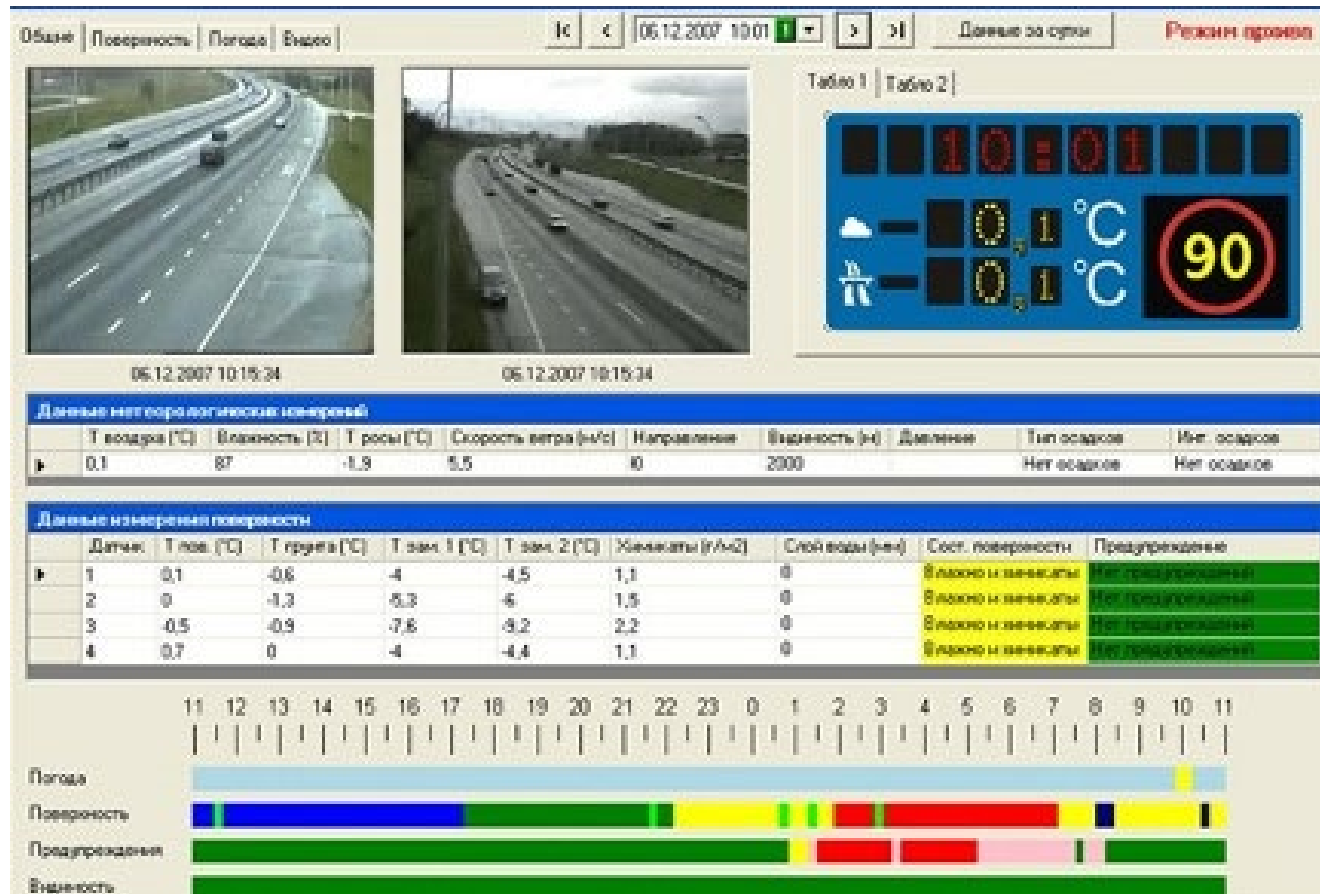 Общие Поверхность Погода Видео |< < 06.12.2007 10:01 > >| Данные за сутки Режим архива
Табло 1 Табло 2
10:01
0,1 °C
0,1 °C
90
06.12.2007 10:15:34 06.12.2007 10:15:34
Данные метеорологических измерений
Т воздуха (°C) Влажность (%) Т росы (°C) Скорость ветра (м/с) Направление Видимость (м) Давление Тип осадков Инт. осадков
0,1 87 -1,9 5,5 Ю 2000 Нет осадков Нет осадков
Данные измерения поверхности
Датчик Т пов. (°C) Т грунта (°C) Т зам. 1 (°C) Т зам. 2 (°C) Химикаты (г/м2) Слой воды (мм) Сост. поверхности Предупреждение
1 0,1 -0,6 -4 -4,5 1,1 0 Влажно и химикаты Нет предупреждений
2 0 -1,3 -5,3 -6 1,5 0 Влажно и химикаты Нет предупреждений
3 -0,5 -0,9 -7,6 -9,2 2,2 0 Влажно и химикаты Нет предупреждений
4 0,7 0 -4 -4,4 1,1 0 Влажно и химикаты Нет предупреждений
11 12 13 14 15 16 17 18 19 20 21 22 23 0 1 2 3 4 5 6 7 8 9 10 11
Погода
Поверхность
Предупреждения
Видимость